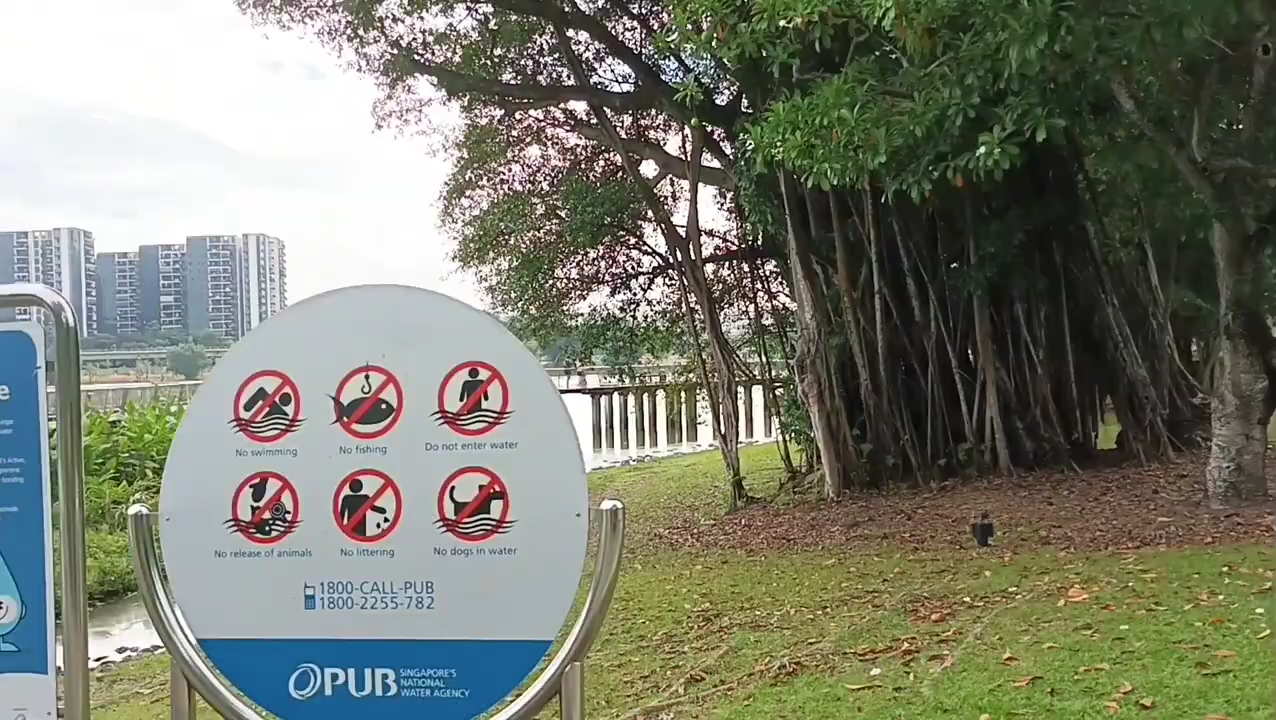 No swimming
No fishing
Do not enter water
No release of animals
No littering
No dogs in water
1800-CALL-PUB
1800-2255-782
PUB
SINGAPORE'S
NATIONAL
WATER AGENCY